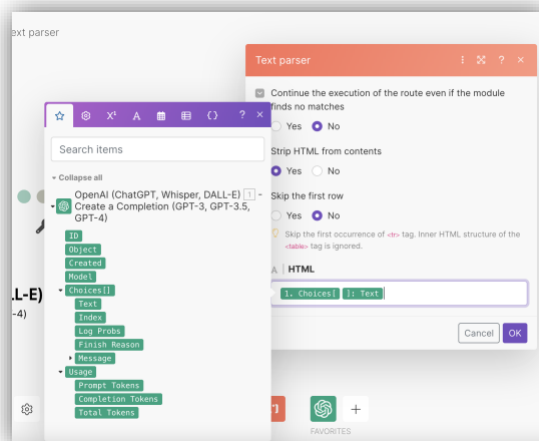 ext parser
Text parser
Continue the execution of the route even if the module
finds no matches
Yes No
Strip HTML from contents
Yes No
Skip the first row
Yes No
Skip the first occurrence of <tr> tag. Inner HTML structure of the
<table> tag is ignored.
A HTML
1. Choices[ ]: Text
Cancel OK
Search items
Collapse all
OpenAI (ChatGPT, Whisper, DALL-E) 1 -
Create a Completion (GPT-3, GPT-3.5,
GPT-4)
ID
Object
Created
Model
Choices[]
Text
Index
Log Probs
Finish Reason
Message
Usage
Prompt Tokens
Completion Tokens
Total Tokens
LL-E)
-4)
FAVORITES